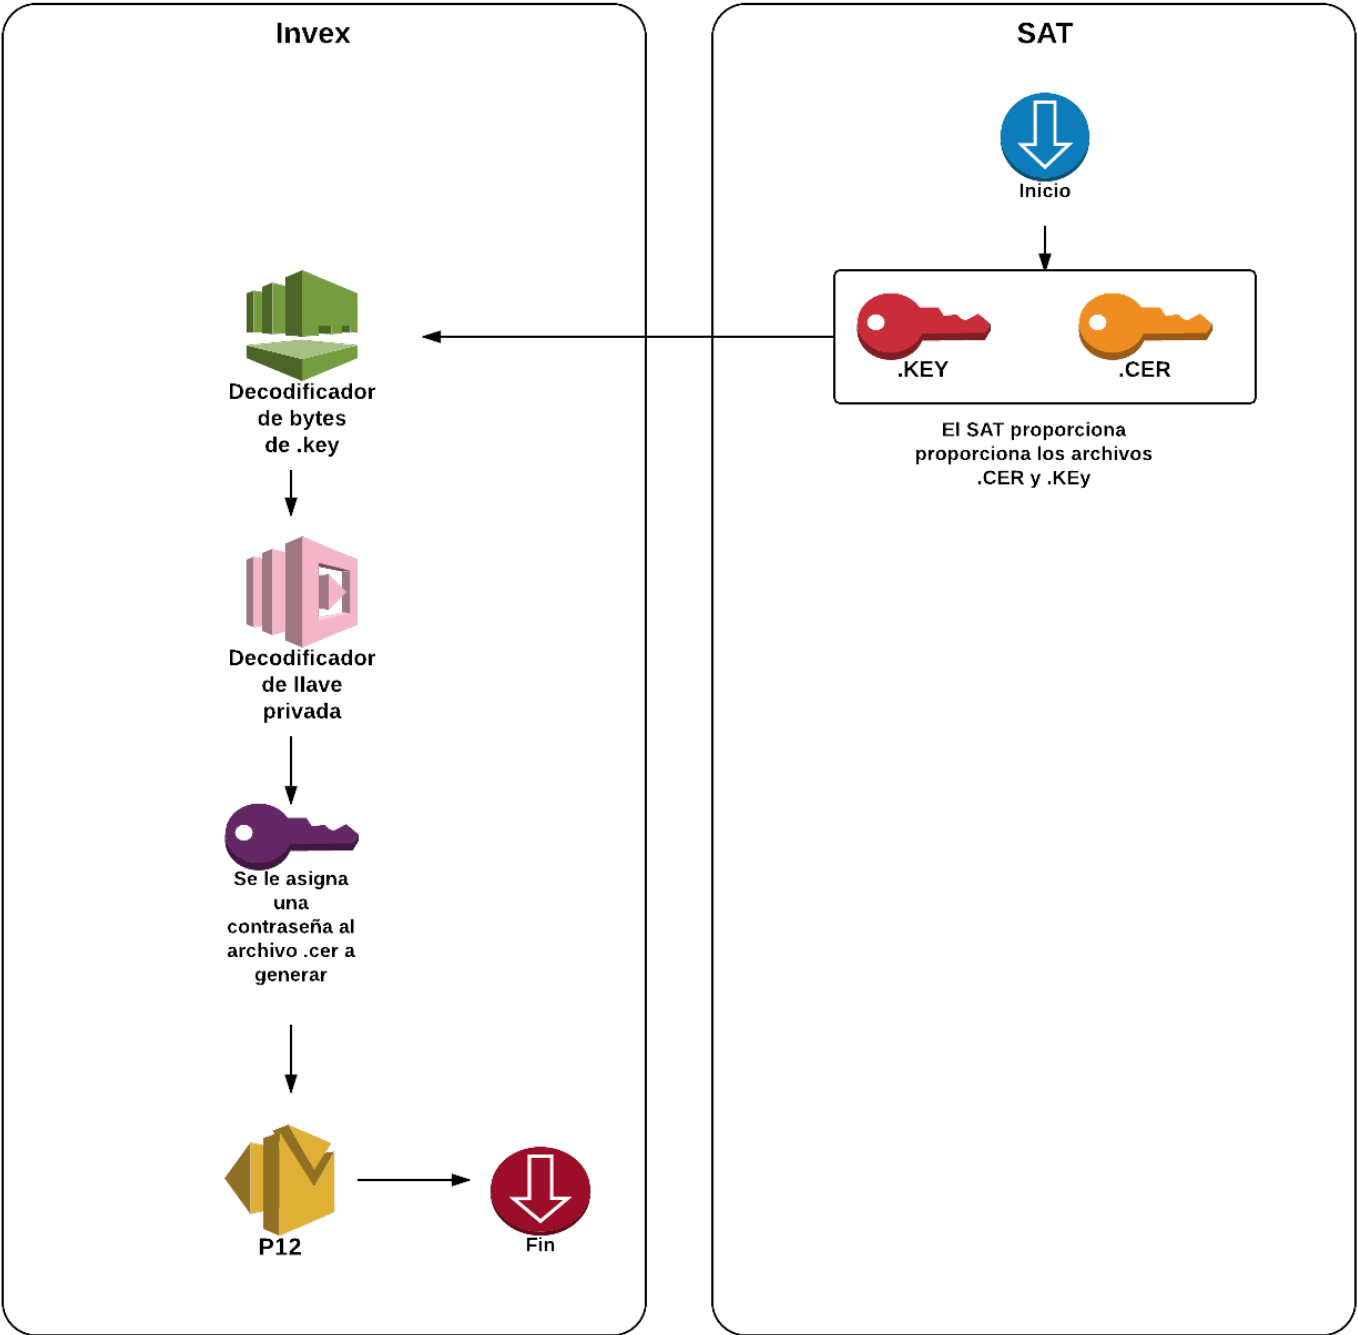 Invex
Decodificador
de bytes
de .key
Decodificador
de llave
privada
Se le asigna
una
contraseña al
archivo .cer a
generar
P12
Fin
SAT
Inicio
.KEY
.CER
El SAT proporciona
proporciona los archivos
.CER y .KEy